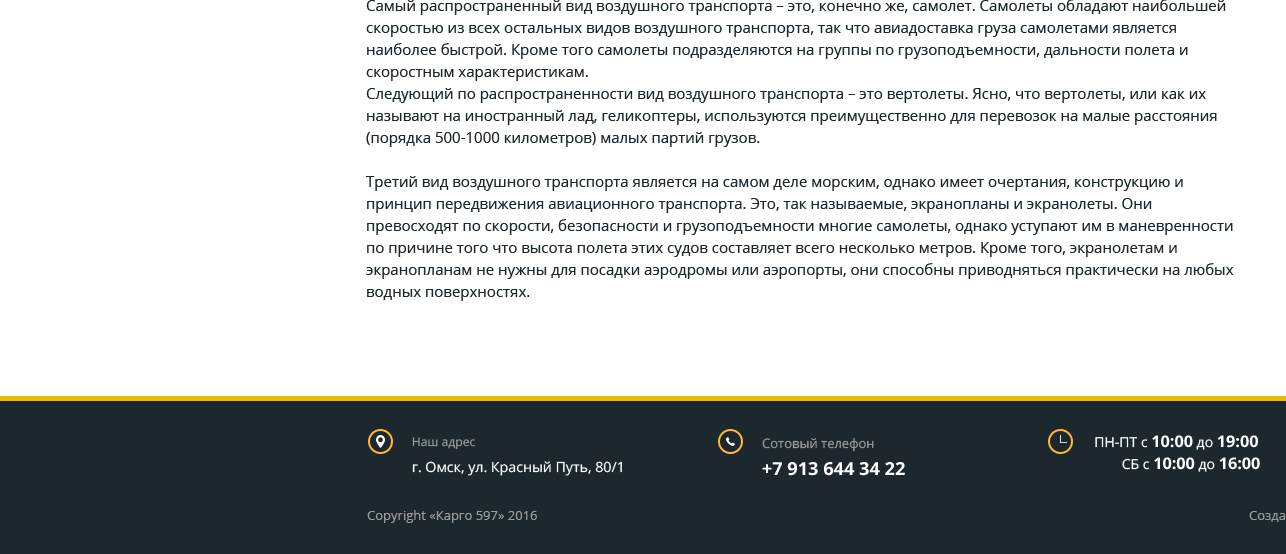 Самый распространенный вид воздушного транспорта – это, конечно же, самолет. Самолеты обладают наибольшей
скоростью из всех остальных видов воздушного транспорта, так что авиадоставка груза самолетами является
наиболее быстрой. Кроме того самолеты подразделяются на группы по грузоподъемности, дальности полета и
скоростным характеристикам.
Следующий по распространенности вид воздушного транспорта – это вертолеты. Ясно, что вертолеты, или как их
называют на иностранный лад, геликоптеры, используются преимущественно для перевозок на малые расстояния
(порядка 500-1000 километров) малых партий грузов.
Третий вид воздушного транспорта является на самом деле морским, однако имеет очертания, конструкцию и
принцип передвижения авиационного транспорта. Это, так называемые, экранопланы и экранолеты. Они
превосходят по скорости, безопасности и грузоподъемности многие самолеты, однако уступают им в маневренности
по причине того что высота полета этих судов составляет всего несколько метров. Кроме того, экранолетам и
экранопланам не нужны для посадки аэродромы или аэропорты, они способны приводняться практически на любых
водных поверхностях.
Наш адрес
г. Омск, ул. Красный Путь, 80/1
Сотовый телефон
+7 913 644 34 22
ПН-ПТ с 10:00 до 19:00
СБ с 10:00 до 16:00
Copyright «Карго 597» 2016
Созда